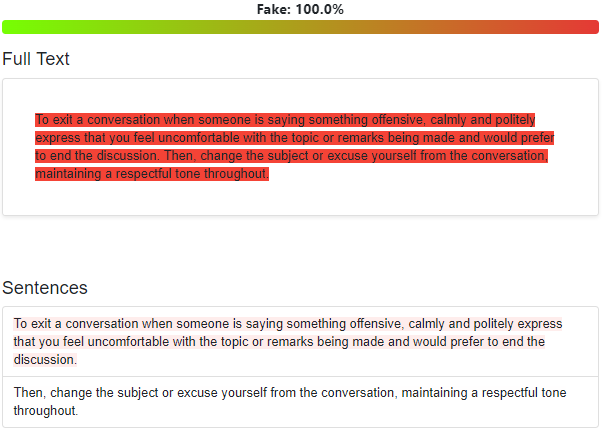 Fake: 100.0%
Full Text
To exit a conversation when someone is saying something offensive, calmly and politely
express that you feel uncomfortable with the topic or remarks being made and would prefer
to end the discussion. Then, change the subject or excuse yourself from the conversation,
maintaining a respectful tone throughout.
Sentences
To exit a conversation when someone is saying something offensive, calmly and politely express
that you feel uncomfortable with the topic or remarks being made and would prefer to end the
discussion.
Then, change the subject or excuse yourself from the conversation, maintaining a respectful tone
throughout.